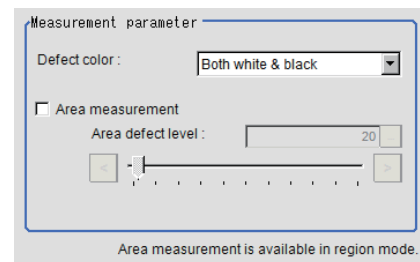 Measurement parameter
Defect color : Both white & black
Area measurement
Area defect level : 20 ...
< >
Area measurement is available in region mode.